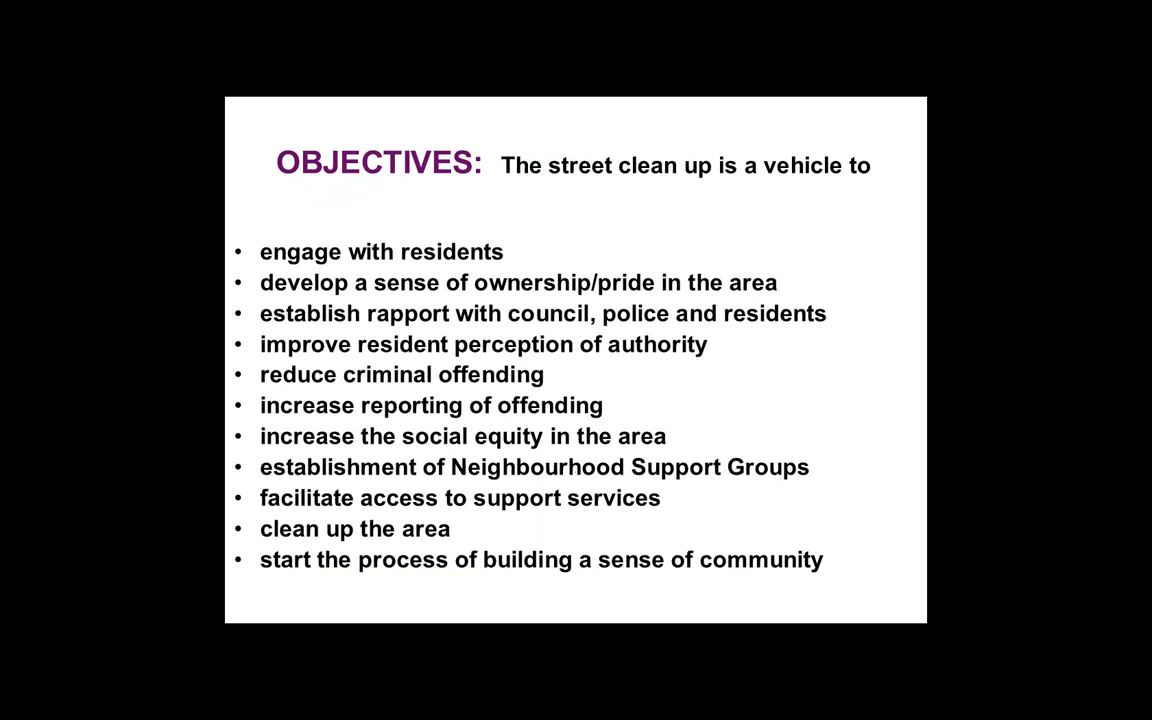 OBJECTIVES: The street clean up is a vehicle to
• engage with residents
• develop a sense of ownership/pride in the area
• establish rapport with council, police and residents
• improve resident perception of authority
• reduce criminal offending
• increase reporting of offending
• increase the social equity in the area
• establishment of Neighbourhood Support Groups
• facilitate access to support services
• clean up the area
• start the process of building a sense of community